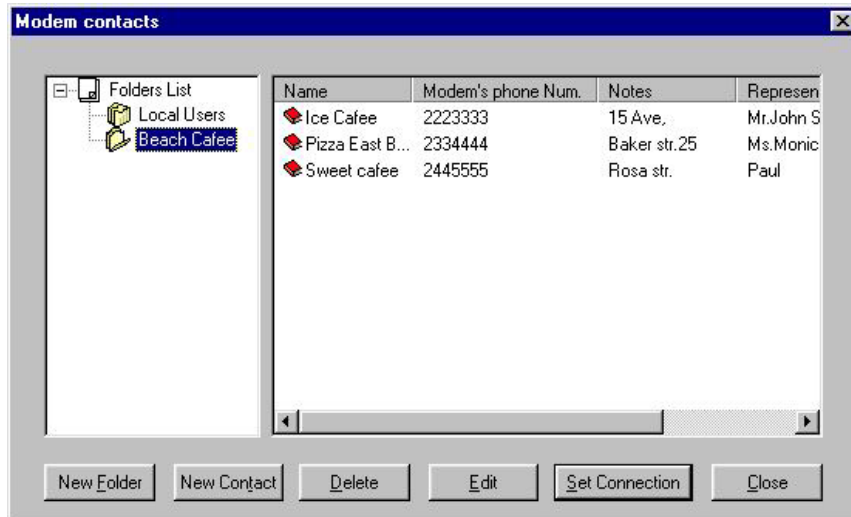 Modem contacts
Folders List
Local Users
Beach Cafee
Name Modem's phone Num. Notes Represen
Ice Cafee 2223333 15 Ave, Mr.John S
Pizza East B... 2334444 Baker str.25 Ms.Monic
Sweet cafee 2445555 Rosa str. Paul
New Folder New Contact Delete Edit Set Connection Close